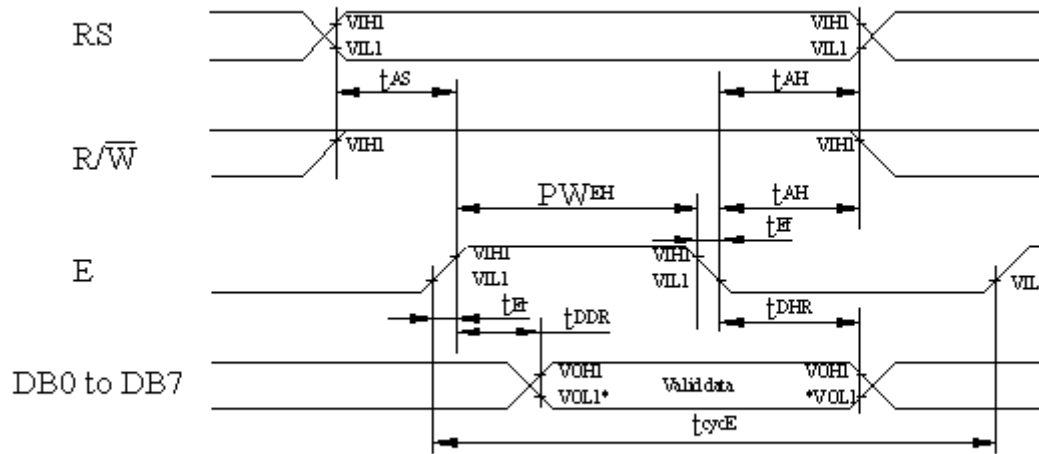 RS VIH1 VIH1
VIL1 VIL1
tAS tAH
R/W̅ VIH1 VIH1
PWEH tAH
tEf
E VIH1 VIH1
VIL1 VIL1 VIL
tEr tDDR tDHR
DB0 to DB7 VOH1 Valid data VOH1
VOL1* *VOL1
tcycE